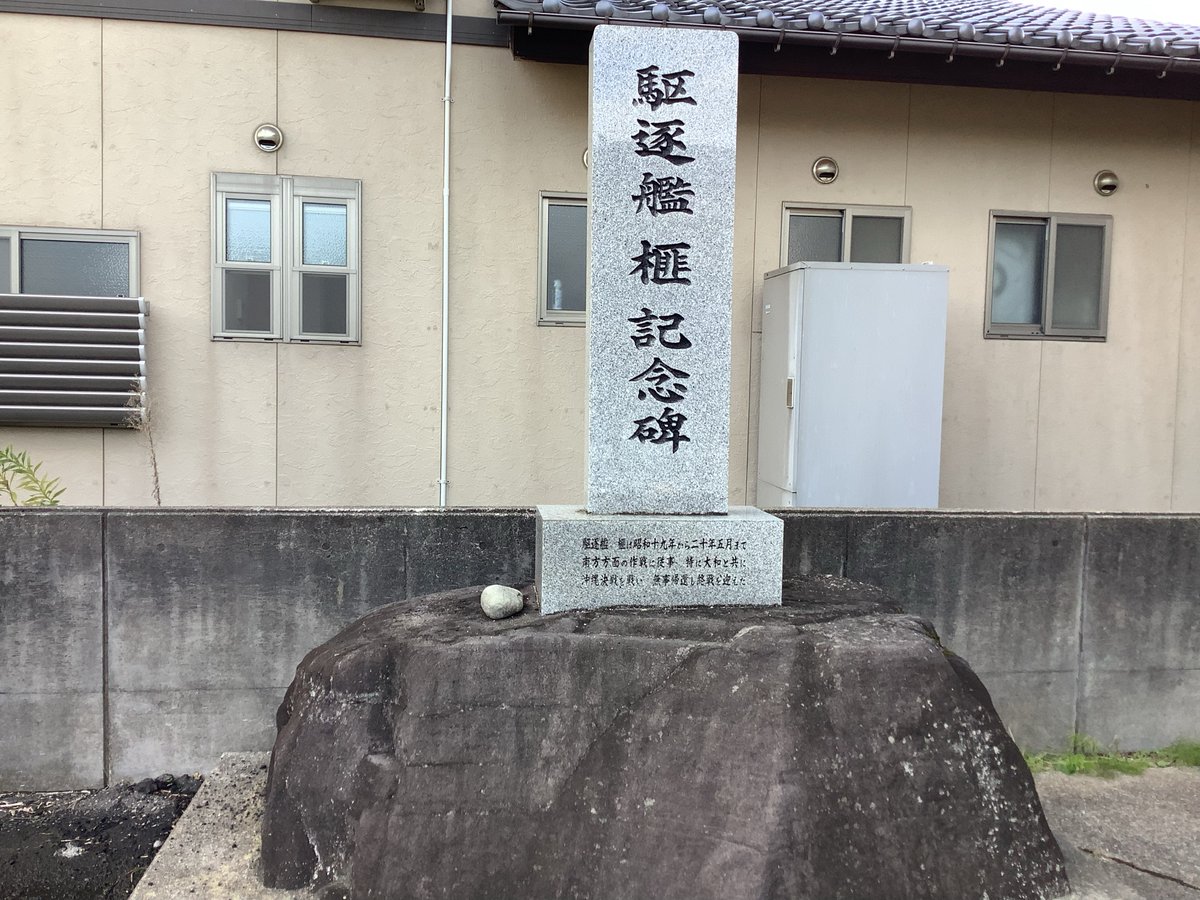 駆逐艦 榧 記念碑
駆逐艦 榧は昭和十九年から二十年五月まで
南方方面の作戦に従事 特に大和と共に
沖縄決戦を戦い 無事帰還し終戦を迎えた